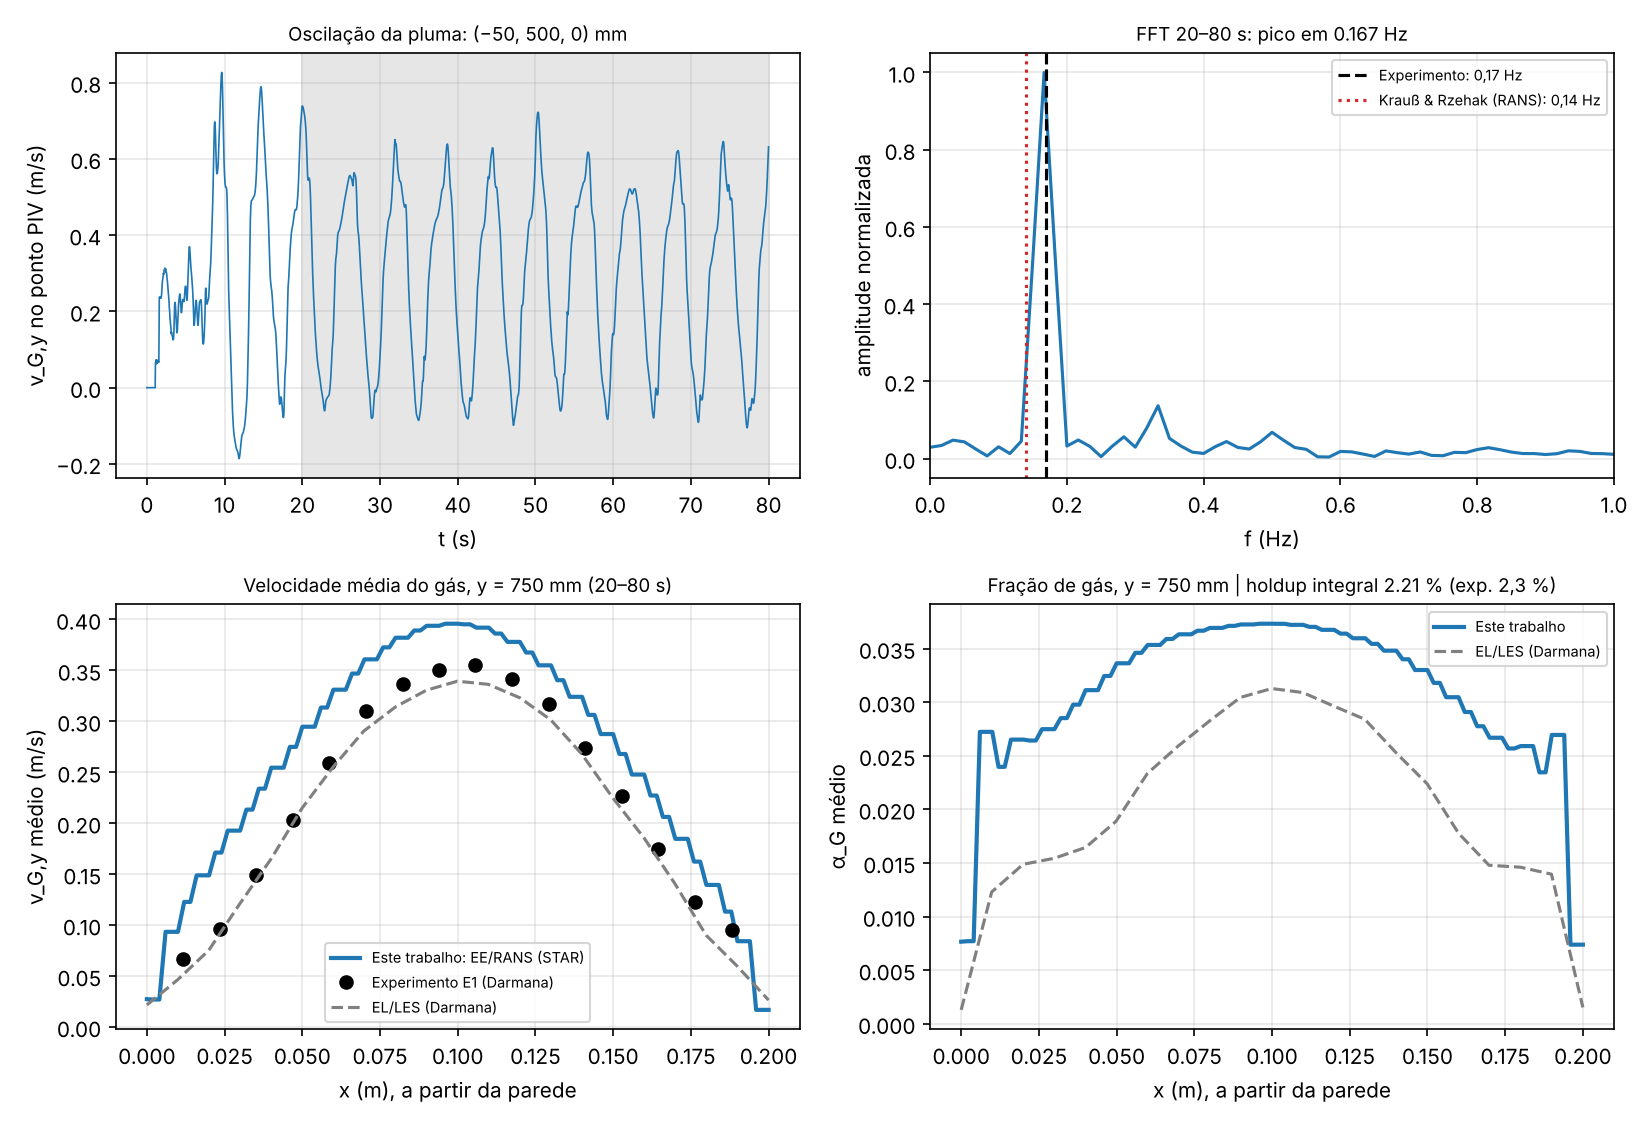 Oscilação da pluma: (−50, 500, 0) mm
v_G,y no ponto PIV (m/s)
0.8
0.6
0.4
0.2
0.0
−0.2
0 10 20 30 40 50 60 70 80
t (s)
FFT 20–80 s: pico em 0.167 Hz
amplitude normalizada
1.0
0.8
0.6
0.4
0.2
0.0
Experimento: 0,17 Hz
Krauß & Rzehak (RANS): 0,14 Hz
0.0 0.2 0.4 0.6 0.8 1.0
f (Hz)
Velocidade média do gás, y = 750 mm (20–80 s)
v_G,y médio (m/s)
0.40
0.35
0.30
0.25
0.20
0.15
0.10
0.05
0.00
Este trabalho: EE/RANS (STAR)
Experimento E1 (Darmana)
EL/LES (Darmana)
0.000 0.025 0.050 0.075 0.100 0.125 0.150 0.175 0.200
x (m), a partir da parede
Fração de gás, y = 750 mm | holdup integral 2.21 % (exp. 2,3 %)
α_G médio
0.035
0.030
0.025
0.020
0.015
0.010
0.005
0.000
Este trabalho
EL/LES (Darmana)
0.000 0.025 0.050 0.075 0.100 0.125 0.150 0.175 0.200
x (m), a partir da parede